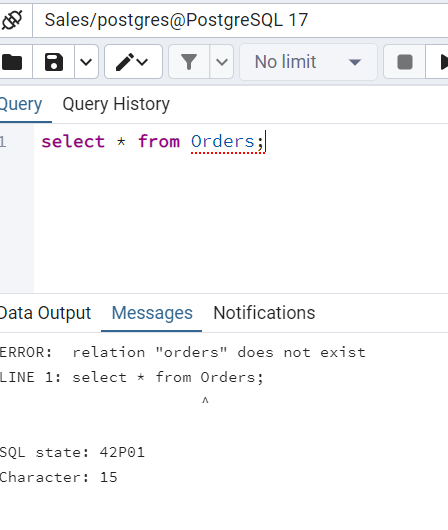 Sales/postgres@PostgreSQL 17
No limit
Query Query History
1 select * from Orders;
Data Output Messages Notifications
ERROR:  relation "orders" does not exist
LINE 1: select * from Orders;
^
SQL state: 42P01
Character: 15